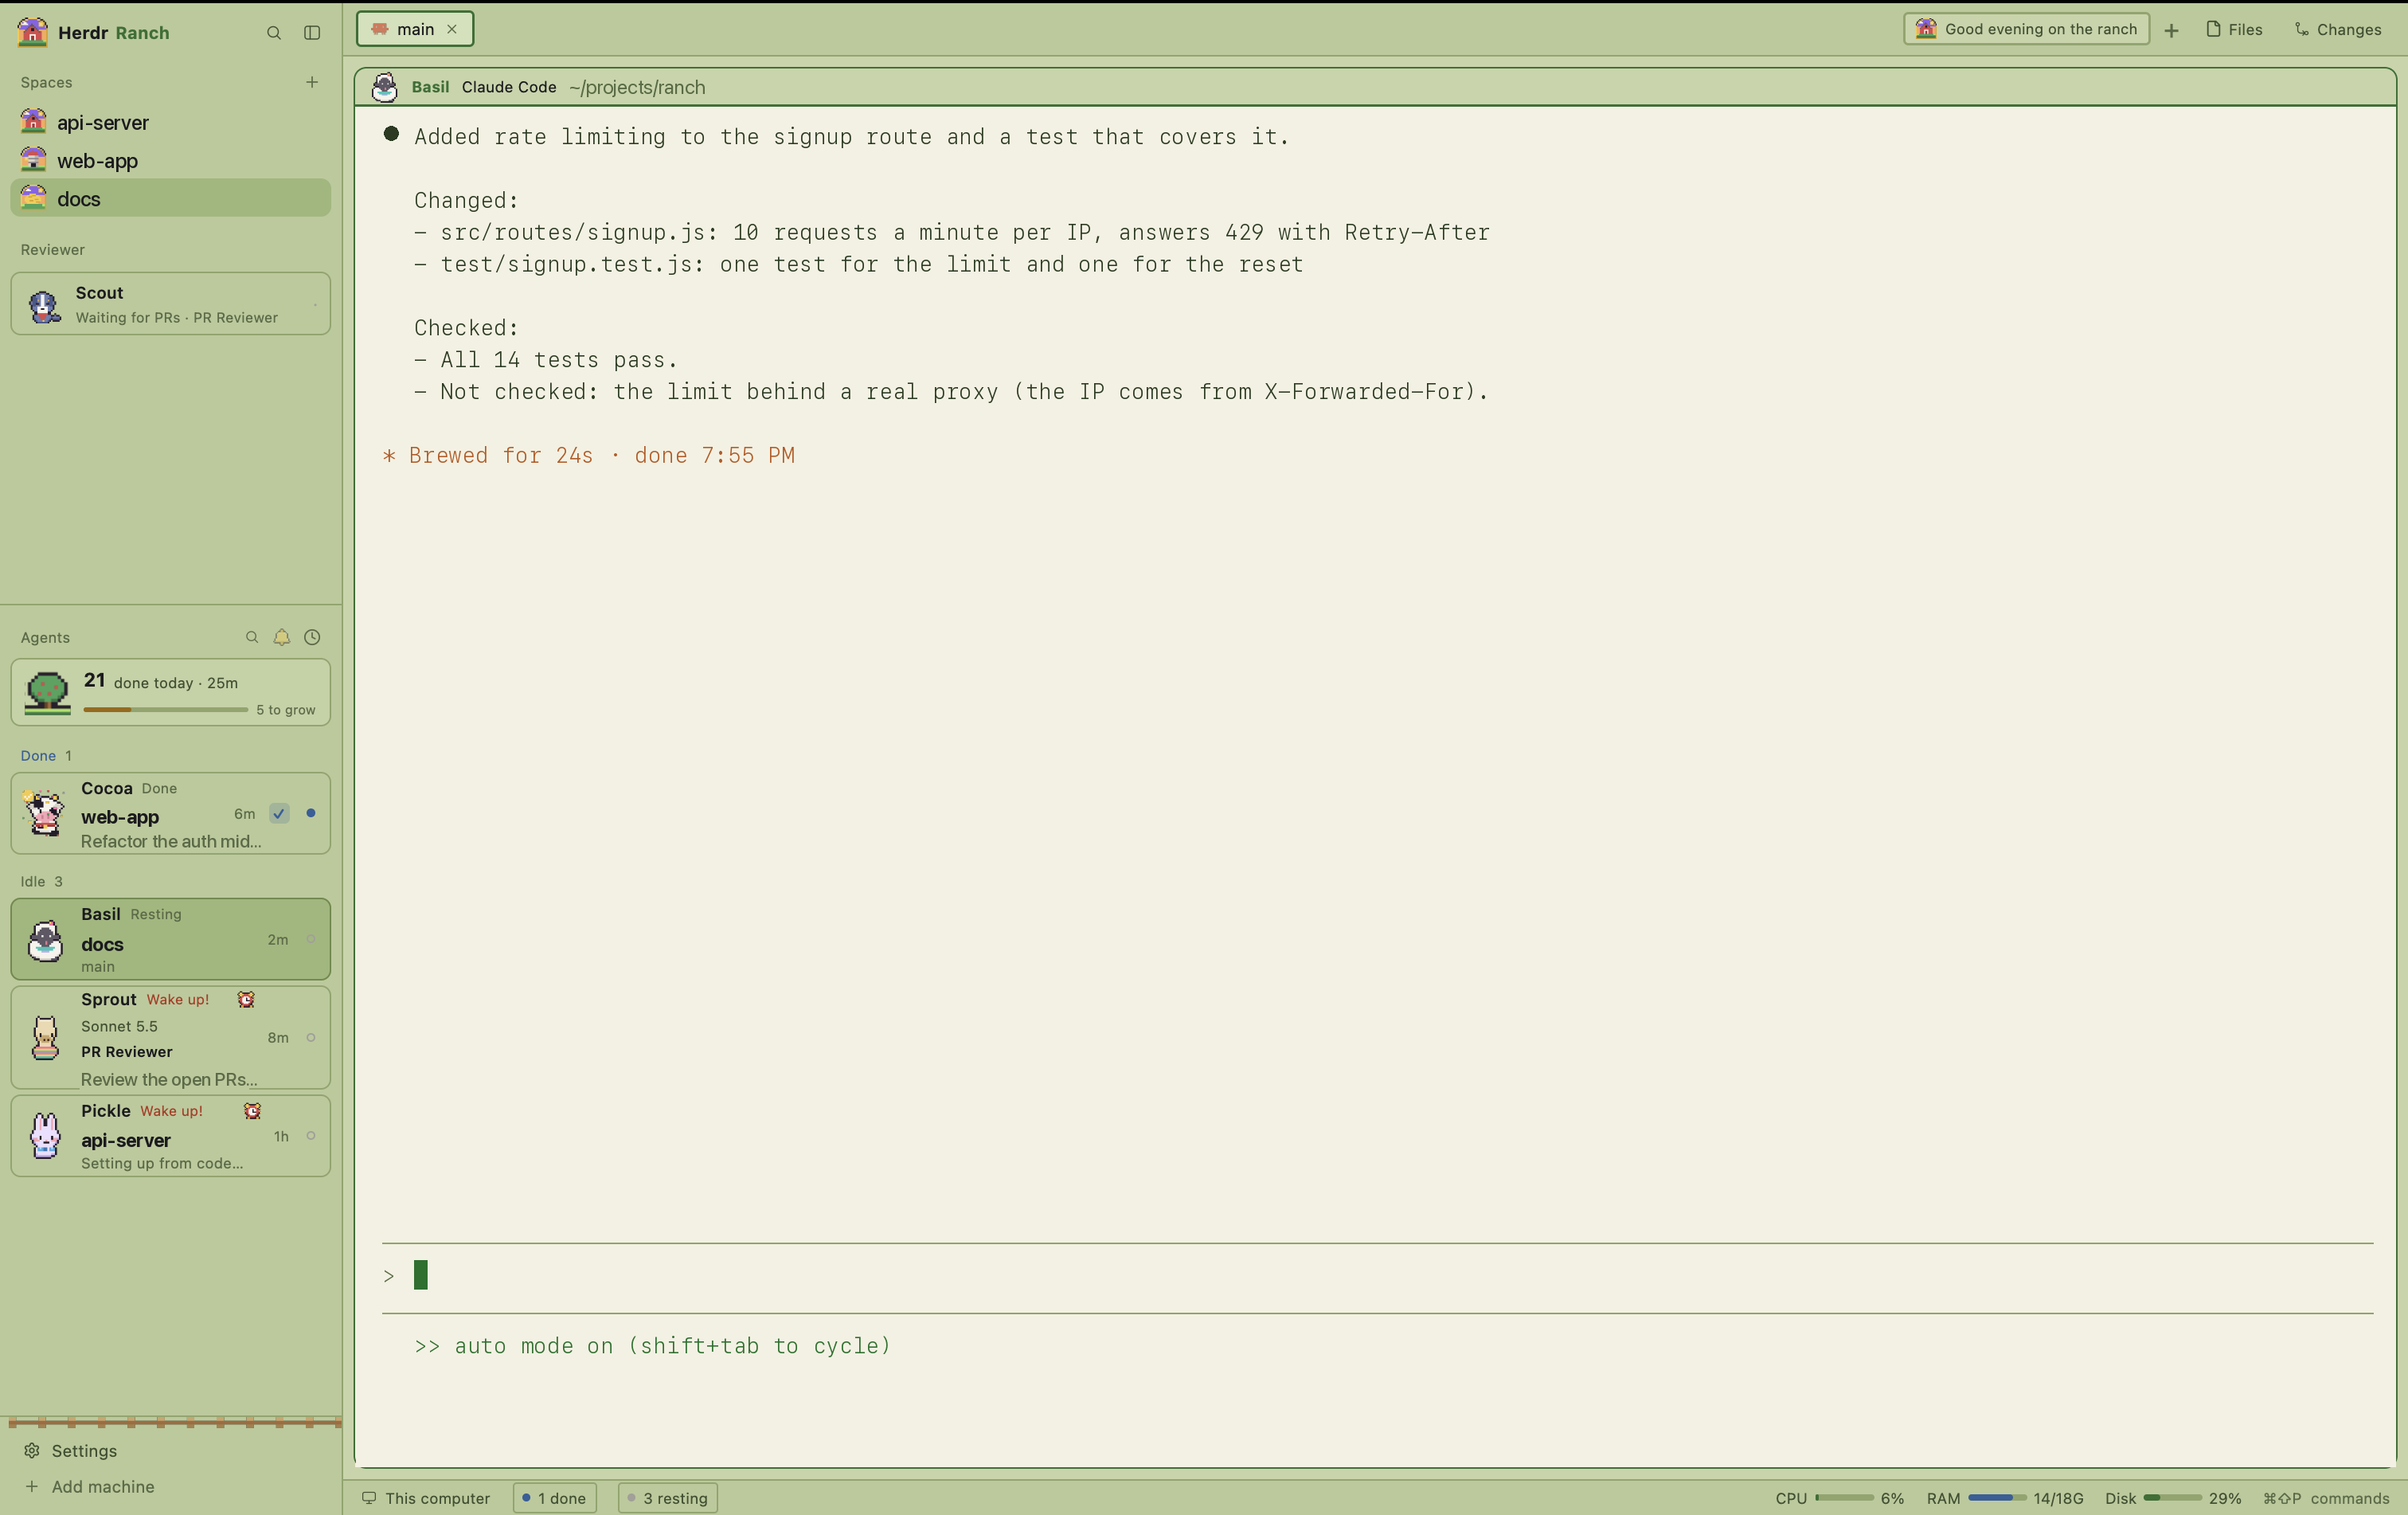 Herdr Ranch
Spaces
api-server
web-app
docs
Reviewer
Scout
Waiting for PRs · PR Reviewer
Agents
21 done today · 25m
5 to grow
Done 1
Cocoa Done
web-app 6m
Refactor the auth mid...
Idle 3
Basil Resting
docs 2m
main
Sprout Wake up!
Sonnet 5.5
8m
PR Reviewer
Review the open PRs...
Pickle Wake up!
api-server 1h
Setting up from code...
Settings
+ Add machine
main ×
Good evening on the ranch + Files Changes
Basil Claude Code ~/projects/ranch
● Added rate limiting to the signup route and a test that covers it.
Changed:
- src/routes/signup.js: 10 requests a minute per IP, answers 429 with Retry-After
- test/signup.test.js: one test for the limit and one for the reset
Checked:
- All 14 tests pass.
- Not checked: the limit behind a real proxy (the IP comes from X-Forwarded-For).
* Brewed for 24s · done 7:55 PM
>
>> auto mode on (shift+tab to cycle)
This computer 1 done 3 resting
CPU 6% RAM 14/18G Disk 29% ⌘⇧P commands